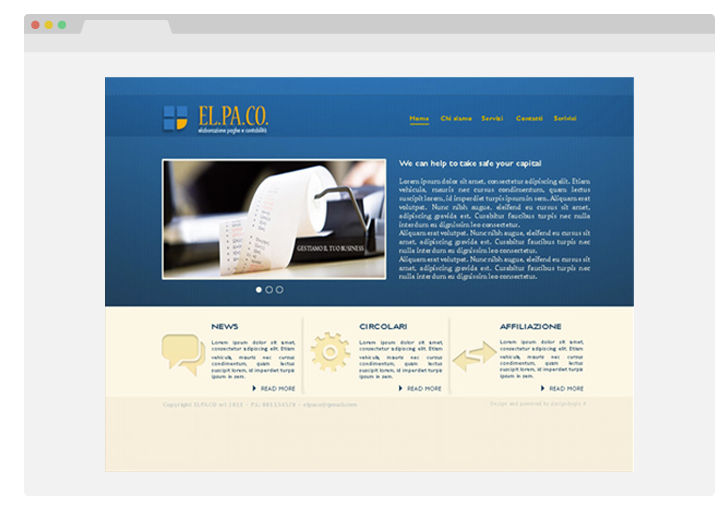 EL.PA.CO.
elaborazione paghe e contabilità
Home Chi siame Servizi Contatti Scrivici
We can help to take safe your capital
Lorem ipsum dolor sit amet, consectetur adipiscing elit. Etiam
vehicula, mauris nec cursus condimentum, quam lectus
suscipit lorem, id imperdiet turpis ipsum in sem. Aliquam erat
volutpat. Nunc nibh augue, eleifend eu cursus sit amet,
adipiscing gravida est. Curabitur faucibus turpis nec nulla
interdum eu dignissim leo consectetur.
Aliquam erat volutpat. Nunc nibh augue, eleifend eu cursus sit
amet, adipiscing gravida est. Curabitur faucibus turpis nec
nulla interdum eu dignissim leo consectetur.
Aliquam erat volutpat. Nunc nibh augue, eleifend eu cursus sit
amet, adipiscing gravida est. Curabitur faucibus turpis nec
nulla interdum eu dignissim leo consectetur.
GESTIAMO IL TUO BUSINESS
NEWS
Lorem ipsum dolor sit amet,
consectetur adipiscing elit. Etiam
vehicula, mauris nec cursus
condimentum, quam lectus
suscipit lorem, id imperdiet turpis
ipsum in sem.
READ MORE
CIRCOLARI
Lorem ipsum dolor sit amet,
consectetur adipiscing elit. Etiam
vehicula, mauris nec cursus
condimentum, quam lectus
suscipit lorem, id imperdiet turpis
ipsum in sem.
READ MORE
AFFILIAZIONE
Lorem ipsum dolor sit amet,
consectetur adipiscing elit. Etiam
vehicula, mauris nec cursus
condimentum, quam lectus
suscipit lorem, id imperdiet turpis
ipsum in sem.
READ MORE
Copyright ELPACO srl 2011 - P.I.
Design and powered by